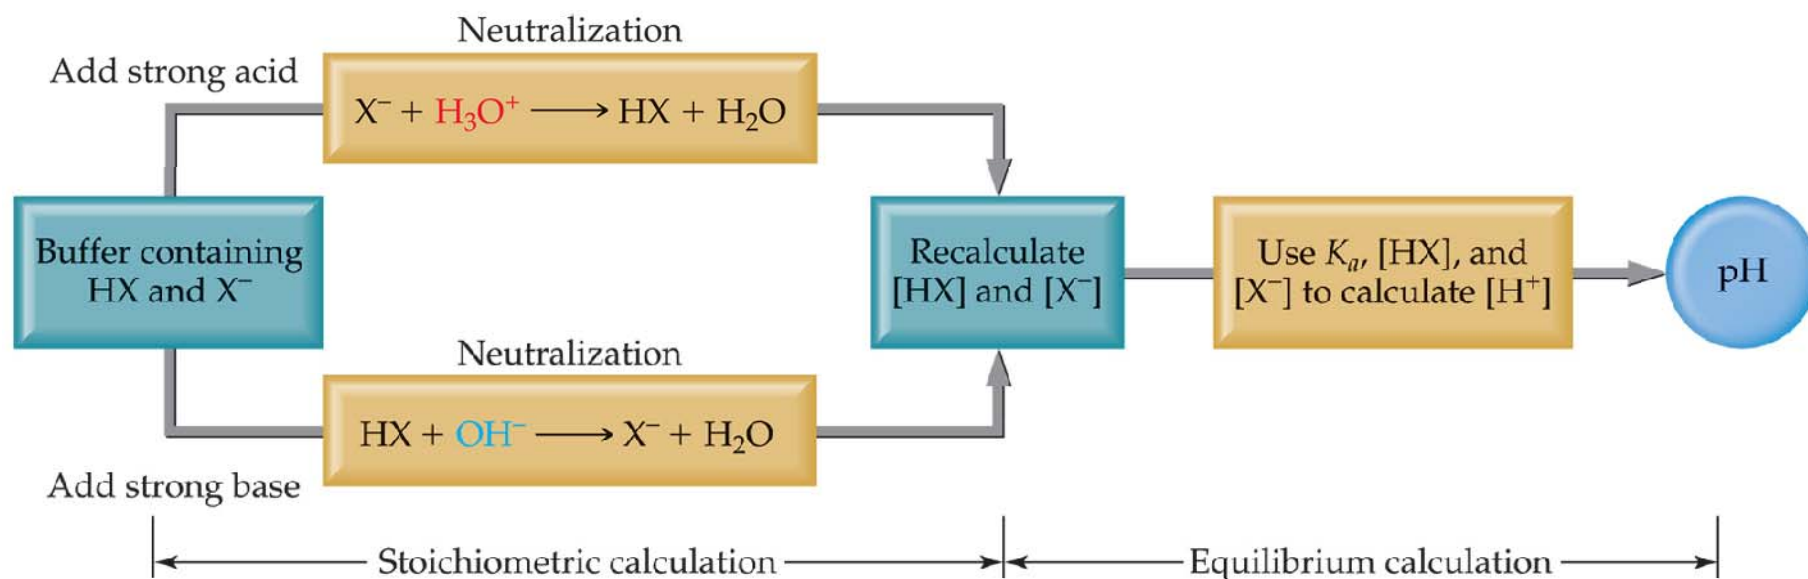 Neutralization
Add strong acid
X⁻ + H₃O⁺ ⟶ HX + H₂O
Buffer containing
HX and X⁻
Recalculate
[HX] and [X⁻]
Use Kₐ, [HX], and
[X⁻] to calculate [H⁺]
pH
Neutralization
HX + OH⁻ ⟶ X⁻ + H₂O
Add strong base
Stoichiometric calculation
Equilibrium calculation